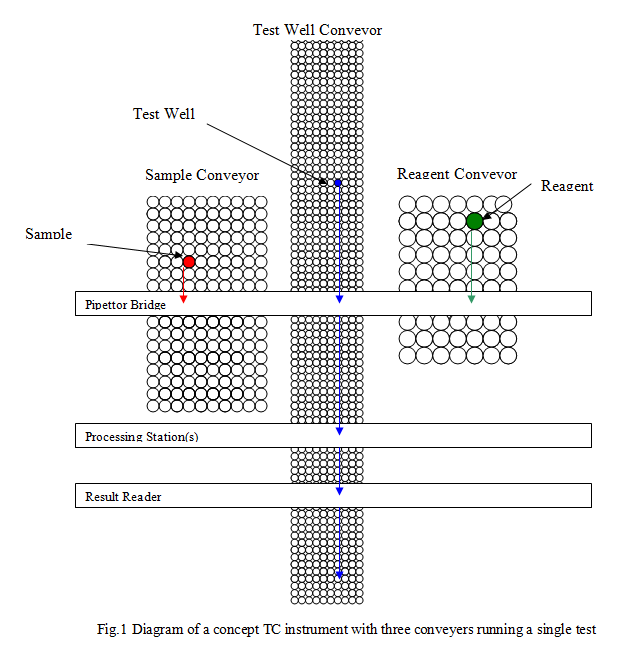 Test Well Conveyor
Test Well
Sample Conveyor
Reagent Conveyor
Reagent
Sample
Pipettor Bridge
Processing Station(s)
Result Reader
Fig.1 Diagram of a concept TC instrument with three conveyers running a single test